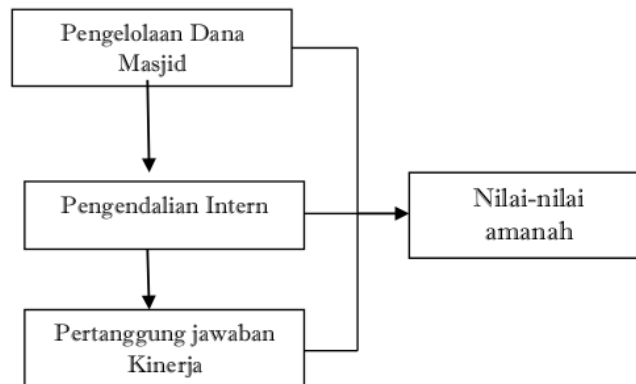 Pengelolaan Dana
Masjid
Pengendalian Intern
Nilai-nilai
amanah
Pertanggung jawaban
Kinerja